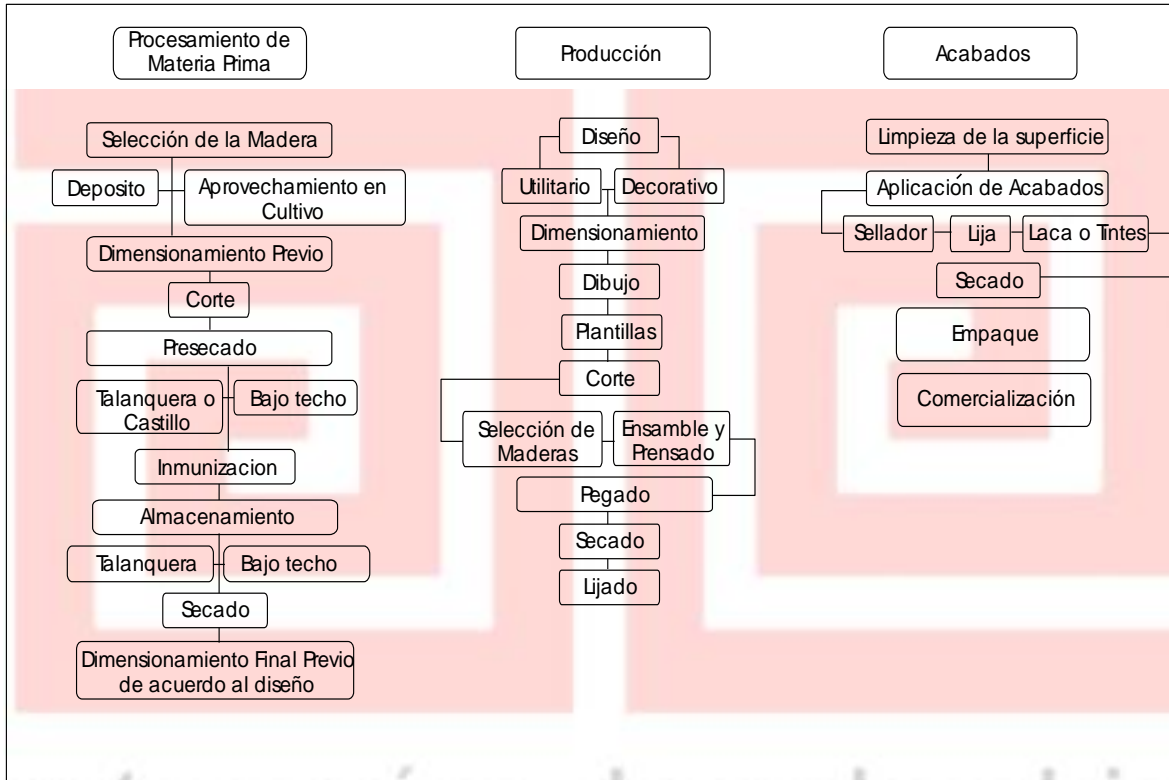 Procesamiento de
Materia Prima
Selección de la Madera
Deposito
Aprovechamiento en
Cultivo
Dimensionamiento Previo
Corte
Presecado
Talanquera o
Castillo
Bajo techo
Inmunizacion
Almacenamiento
Talanquera
Bajo techo
Secado
Dimensionamiento Final Previo
de acuerdo al diseño
Producción
Diseño
Utilitario
Decorativo
Dimensionamiento
Dibujo
Plantillas
Corte
Selección de
Maderas
Ensamble y
Prensado
Pegado
Secado
Lijado
Acabados
Limpieza de la superficie
Aplicación de Acabados
Sellador
Lija
Laca o Tintes
Secado
Empaque
Comercialización